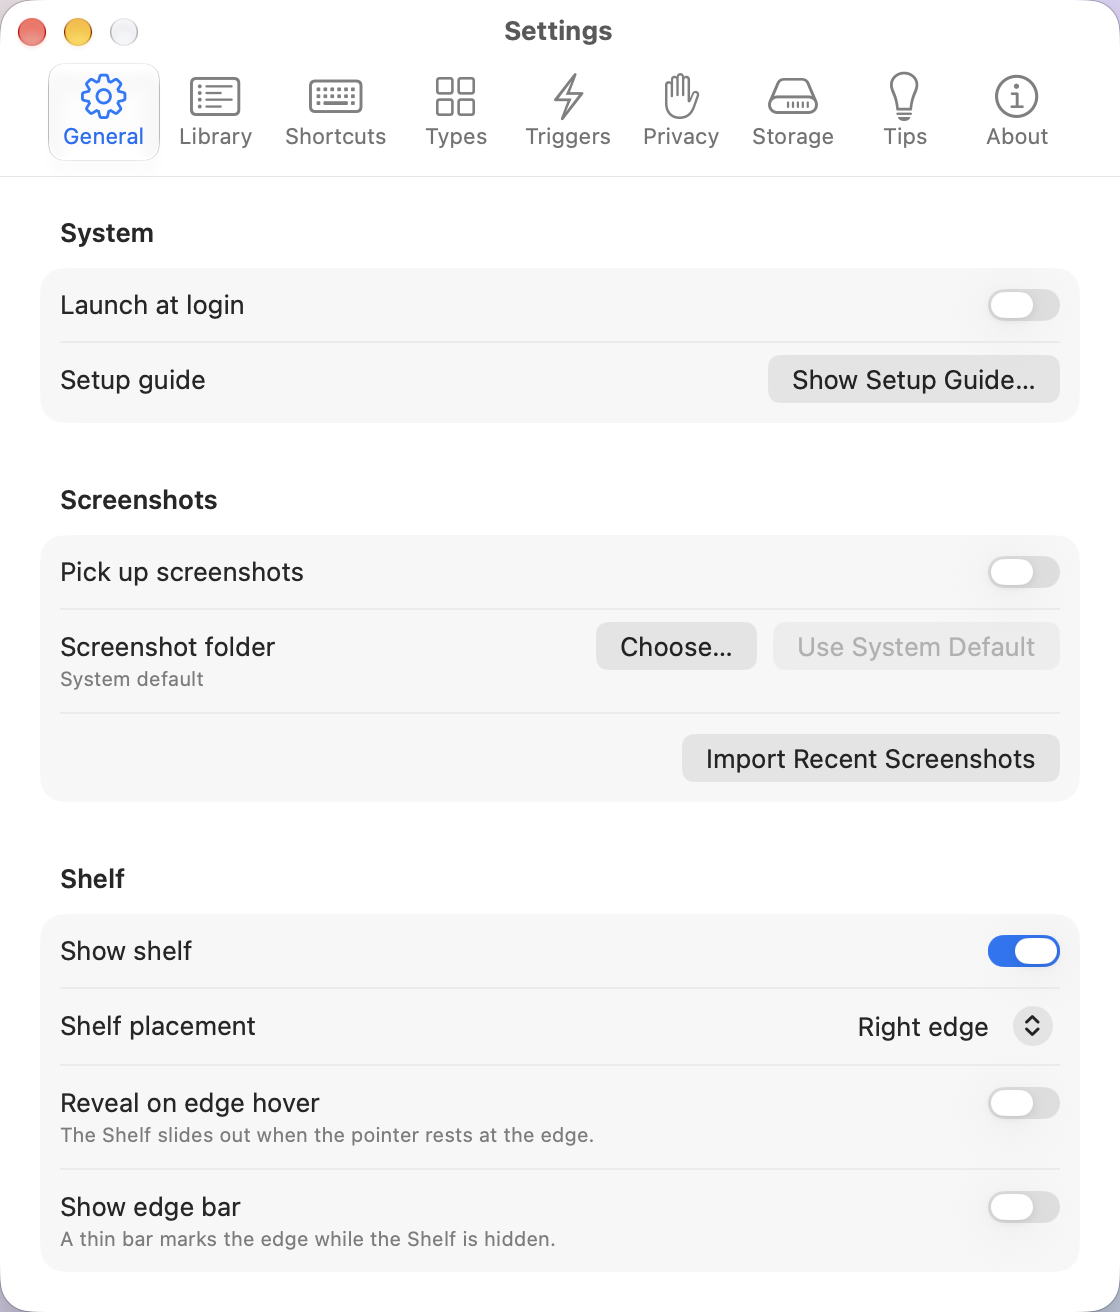 Settings
General
Library
Shortcuts
Types
Triggers
Privacy
Storage
Tips
About
System
Launch at login
Setup guide
Show Setup Guide...
Screenshots
Pick up screenshots
Screenshot folder
Choose...
Use System Default
System default
Import Recent Screenshots
Shelf
Show shelf
Shelf placement
Right edge
Reveal on edge hover
The Shelf slides out when the pointer rests at the edge.
Show edge bar
A thin bar marks the edge while the Shelf is hidden.